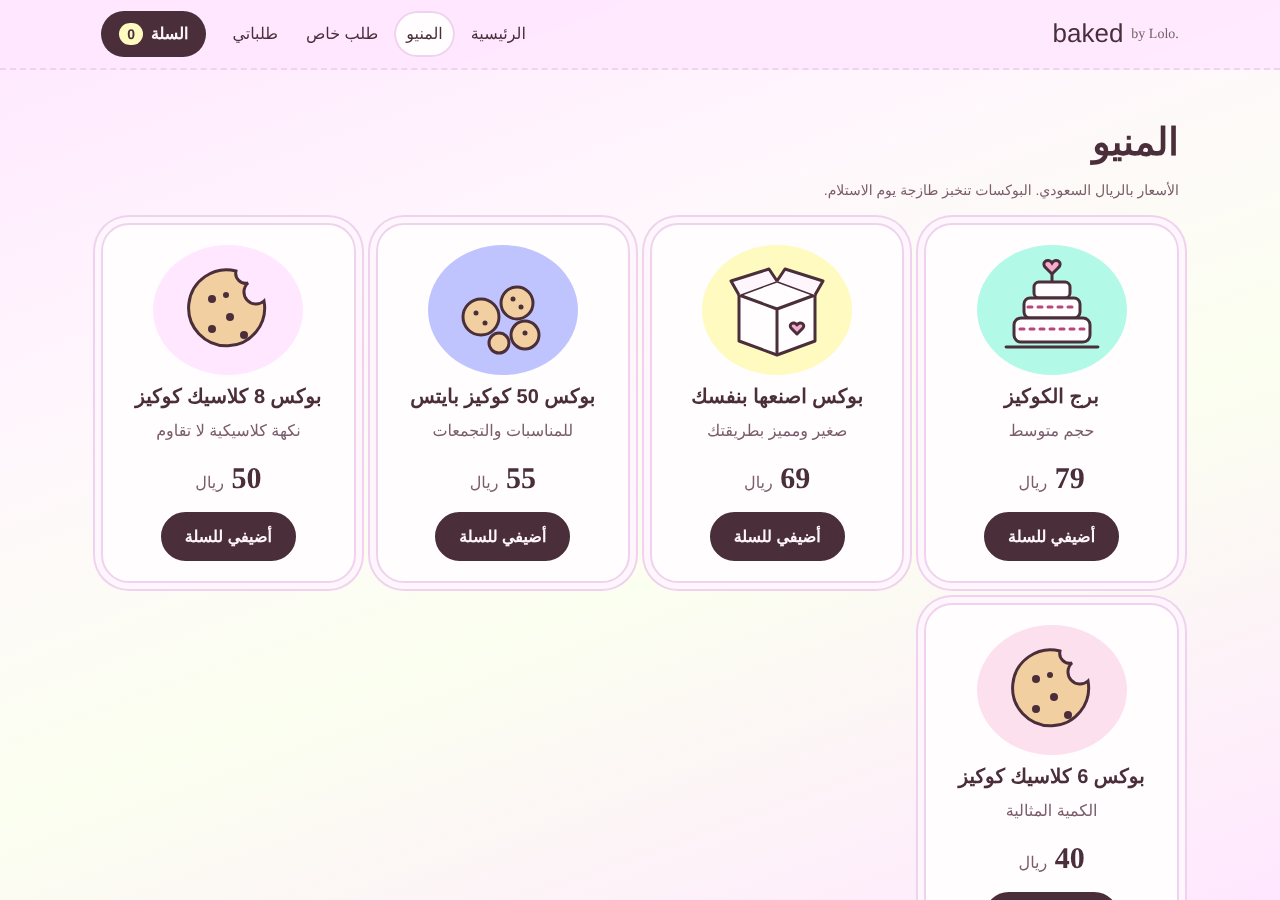 baked by Lolo.
الرئيسية
المنيو
طلب خاص
طلباتي
السلة 0
المنيو
الأسعار بالريال السعودي. البوكسات تنخبز طازجة يوم الاستلام.
برج الكوكيز
حجم متوسط
79 ريال
أضيفي للسلة
بوكس اصنعها بنفسك
صغير ومميز بطريقتك
69 ريال
أضيفي للسلة
بوكس 50 كوكيز بايتس
للمناسبات والتجمعات
55 ريال
أضيفي للسلة
بوكس 8 كلاسيك كوكيز
نكهة كلاسيكية لا تقاوم
50 ريال
أضيفي للسلة
بوكس 6 كلاسيك كوكيز
الكمية المثالية
40 ريال